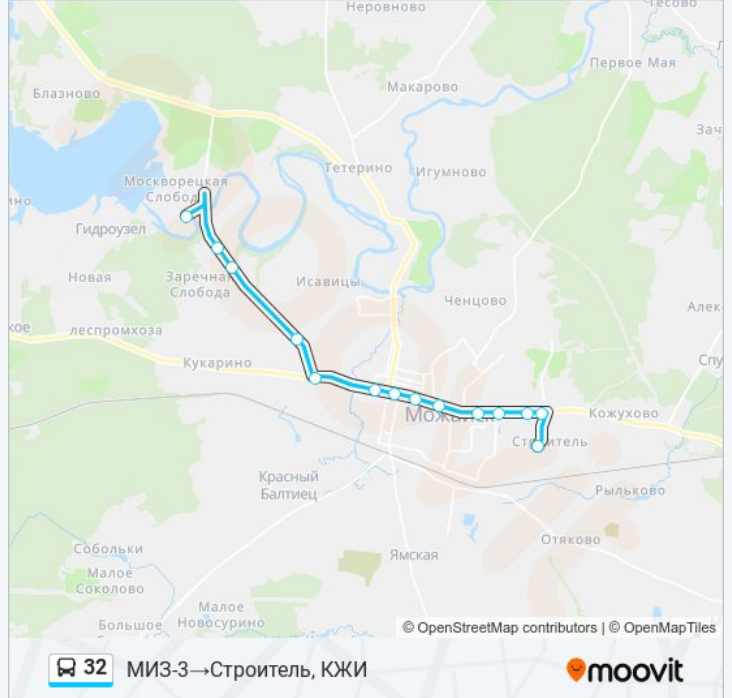 Неровново
Тесово
Первое Мая
Макарово
Блазново
Зач
Тетерино
Игумново
Москворецкая
Слобод
ино
Гидроузел
Новая
Заречная
Слобода
Исавицы
Ченцово
Алек
кое
леспромхоза
Кукарино
Спу
Можайск
Кожухово
Строитель
Красный
Балтиец
Рыльково
Отяково
Собольки
Ямская
Малое
Соколово
Малое
Новосурино
Большое
© OpenStreetMap contributors | © OpenMapTiles
32 МИЗ-3→Строитель, КЖИ
moovit